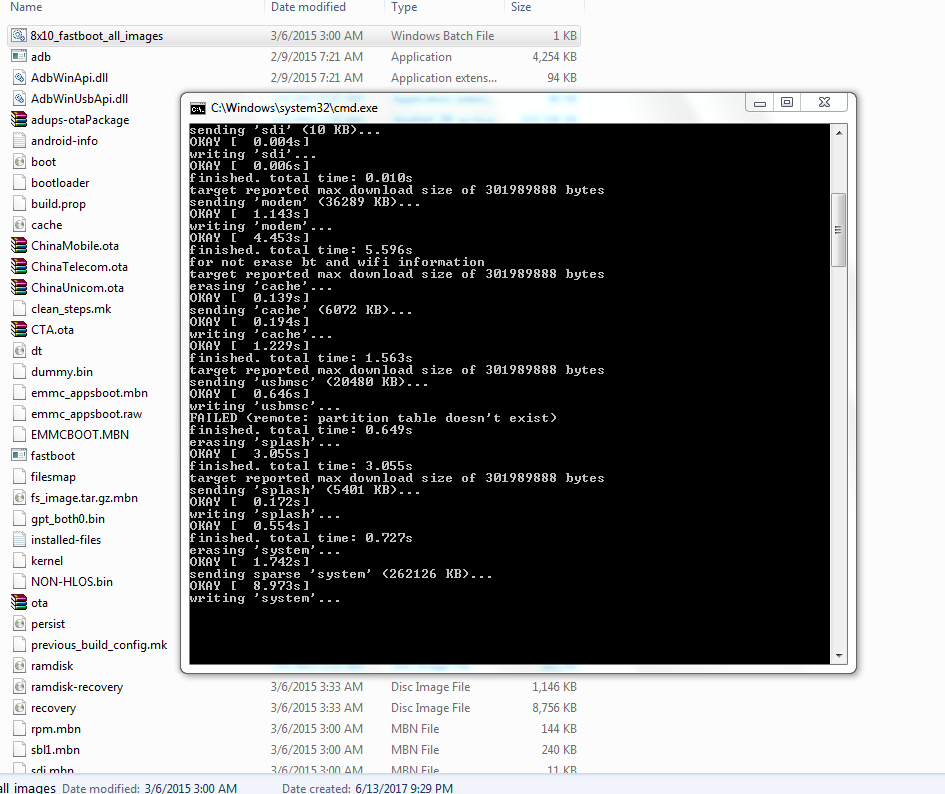 Name Date modified Type Size
8x10_fastboot_all_images 3/6/2015 3:00 AM Windows Batch File 1 KB
adb 2/9/2015 7:21 AM Application 4,254 KB
AdbWinApi.dll 2/9/2015 7:21 AM Application extens... 94 KB
AdbWinUsbApi.dll
adups-otaPackage
android-info
boot
bootloader
build.prop
cache
ChinaMobile.ota
ChinaTelecom.ota
ChinaUnicom.ota
clean_steps.mk
CTA.ota
dt
dummy.bin
emmc_appsboot.mbn
emmc_appsboot.raw
EMMCBOOT.MBN
fastboot
filesmap
fs_image.tar.gz.mbn
gpt_both0.bin
installed-files
kernel
NON-HLOS.bin
ota
persist
previous_build_config.mk
ramdisk
ramdisk-recovery 3/6/2015 3:33 AM Disc Image File 1,146 KB
recovery 3/6/2015 3:33 AM Disc Image File 8,756 KB
rpm.mbn 3/6/2015 3:00 AM MBN File 144 KB
sbl1.mbn 3/6/2015 3:00 AM MBN File 240 KB
sdi.mbn 3/6/2015 3:00 AM MBN File 11 KB
all_images Date modified: 3/6/2015 3:00 AM Date created: 6/13/2017 9:29 PM
C:\Windows\system32\cmd.exe
sending 'sdi' (10 KB)...
OKAY [  0.004s]
writing 'sdi'...
OKAY [  0.006s]
finished. total time: 0.010s
target reported max download size of 301989888 bytes
sending 'modem' (36289 KB)...
OKAY [  1.143s]
writing 'modem'...
OKAY [  4.453s]
finished. total time: 5.596s
for not erase bt and wifi information
target reported max download size of 301989888 bytes
erasing 'cache'...
OKAY [  0.139s]
sending 'cache' (6072 KB)...
OKAY [  0.194s]
writing 'cache'...
OKAY [  1.229s]
finished. total time: 1.563s
target reported max download size of 301989888 bytes
sending 'usbmsc' (20480 KB)...
OKAY [  0.646s]
writing 'usbmsc'...
FAILED (remote: partition table doesn't exist)
finished. total time: 0.649s
erasing 'splash'...
OKAY [  3.055s]
finished. total time: 3.055s
target reported max download size of 301989888 bytes
sending 'splash' (5401 KB)...
OKAY [  0.172s]
writing 'splash'...
OKAY [  0.554s]
finished. total time: 0.727s
erasing 'system'...
OKAY [  1.742s]
sending sparse 'system' (262126 KB)...
OKAY [  8.973s]
writing 'system'...